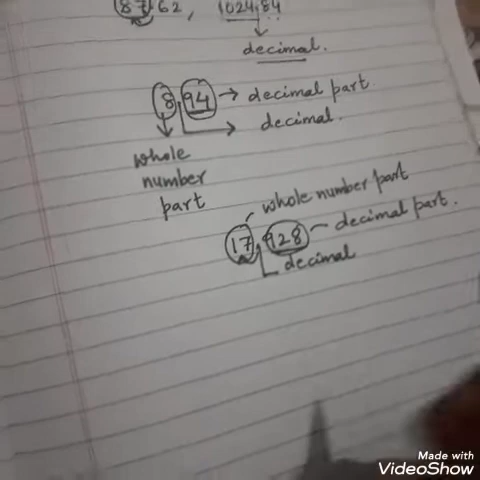 87.62, 1024.84
decimal.
8.94 → decimal part.
decimal.
whole
number
part
whole number part
17.928 — decimal part.
decimal
Made with
VideoShow